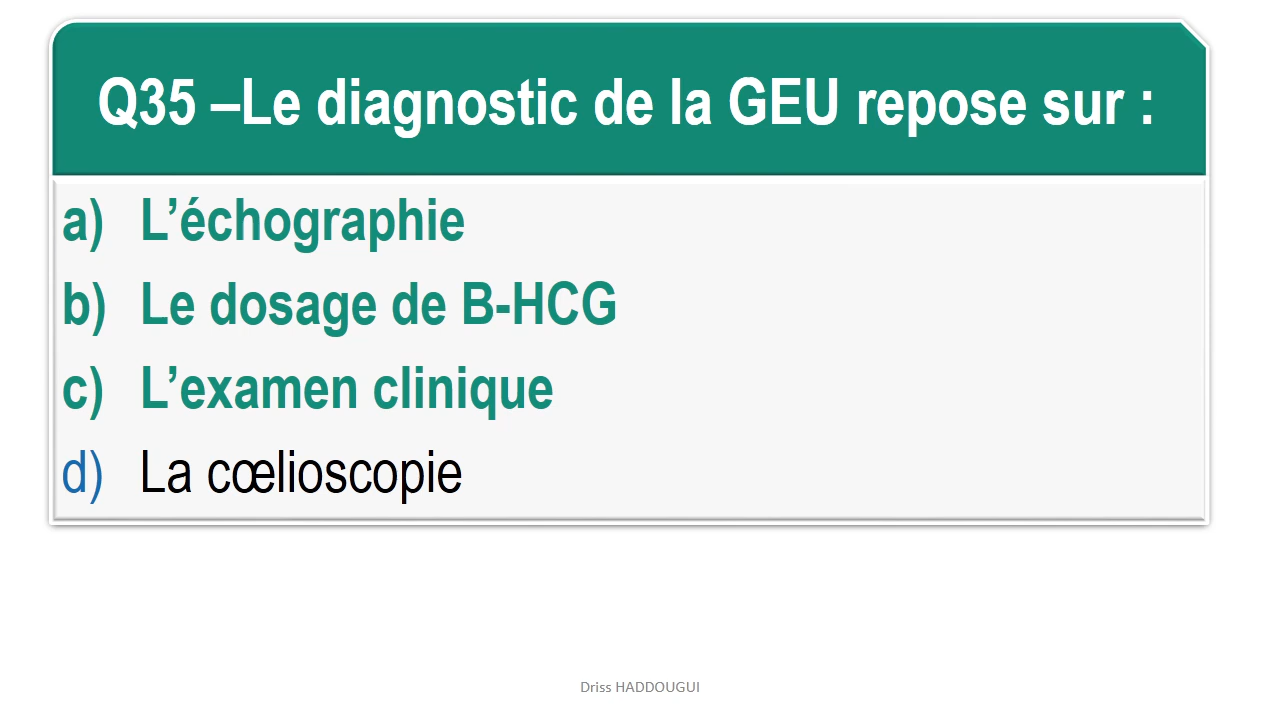 Q35 –Le diagnostic de la GEU repose sur :
a) L’échographie
b) Le dosage de B-HCG
c) L’examen clinique
d) La cœlioscopie
Driss HADDOUGUI